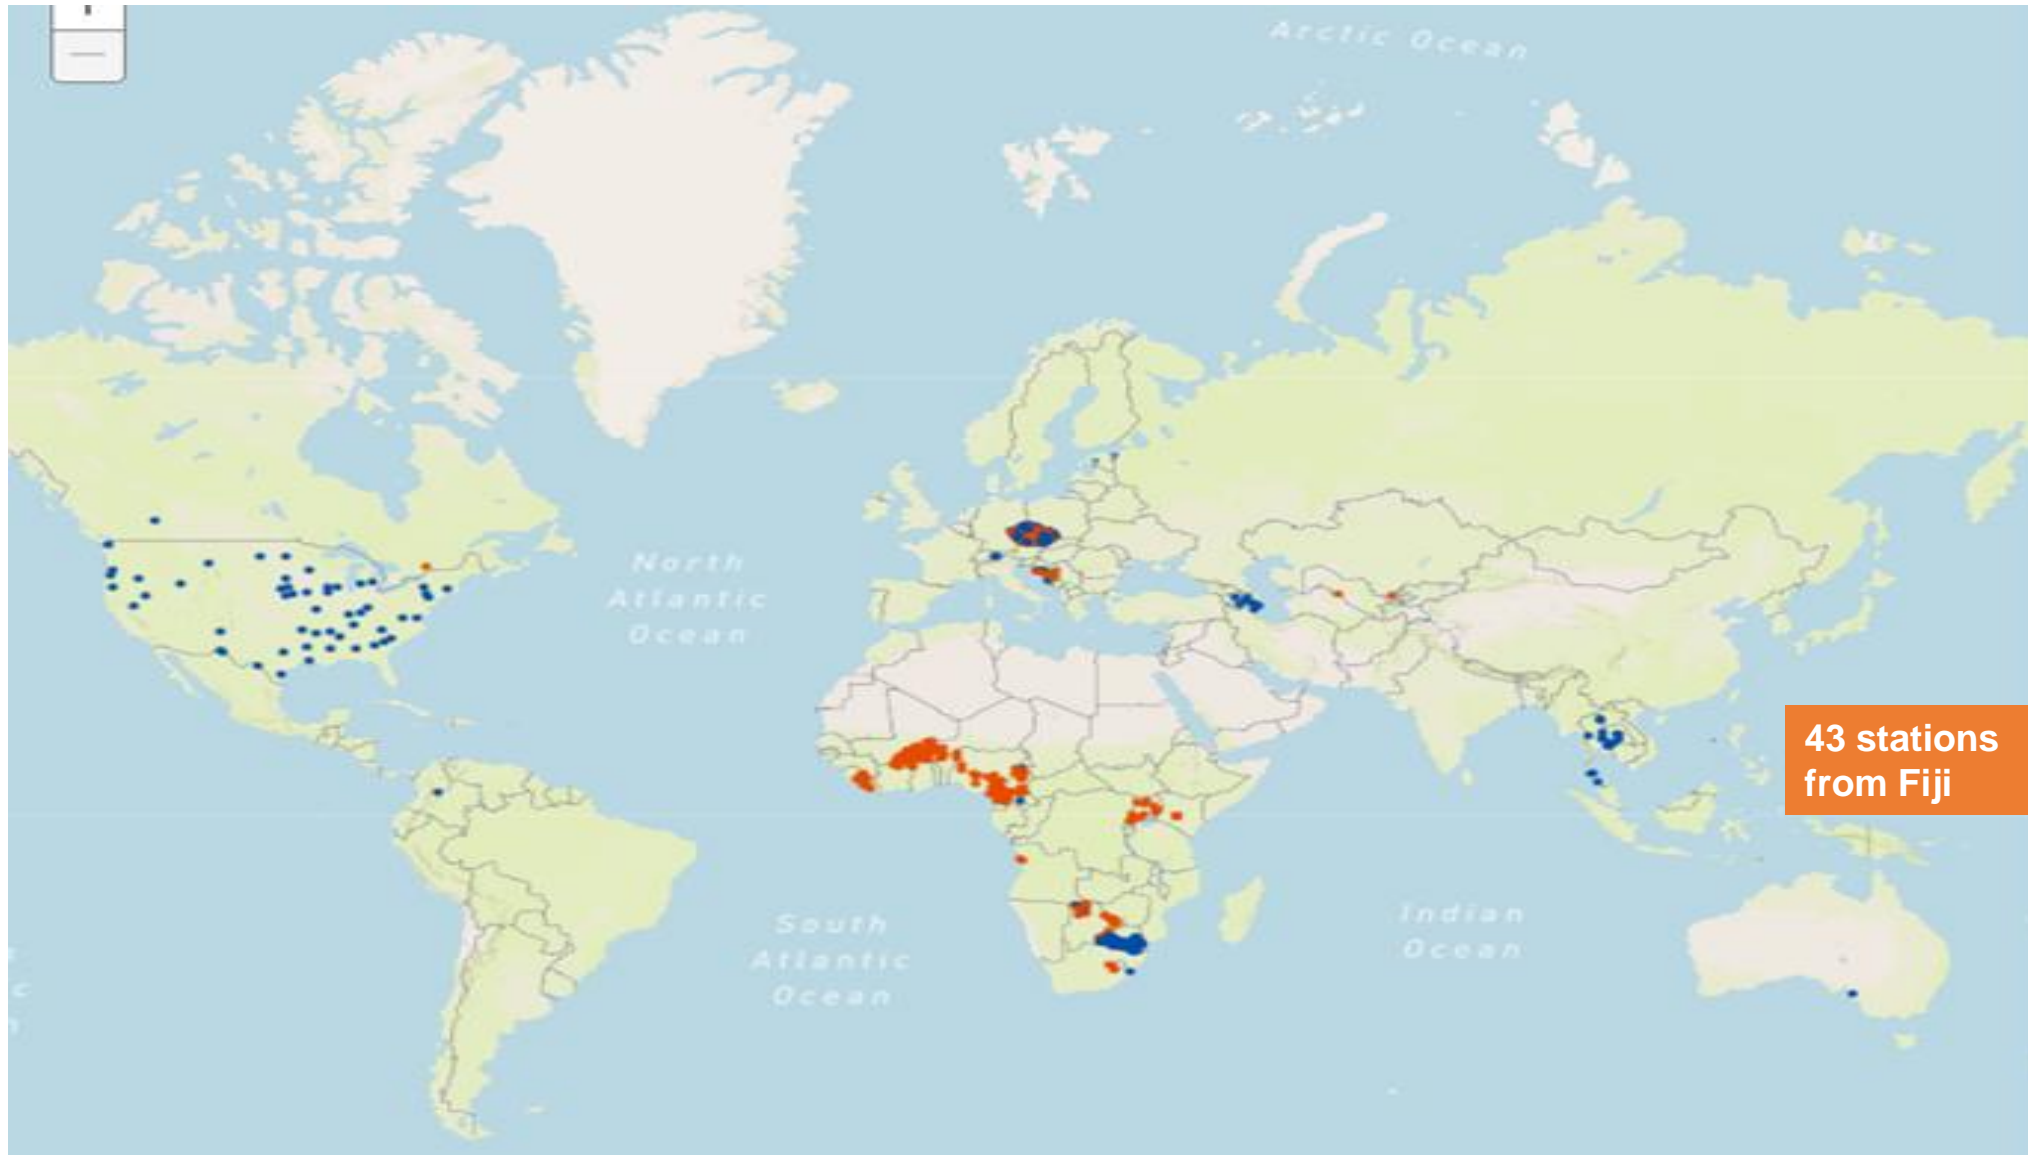 Arctic Ocean
North
Atlantic
Ocean
43 stations
from Fiji
South
Atlantic
Ocean
Indian
Ocean